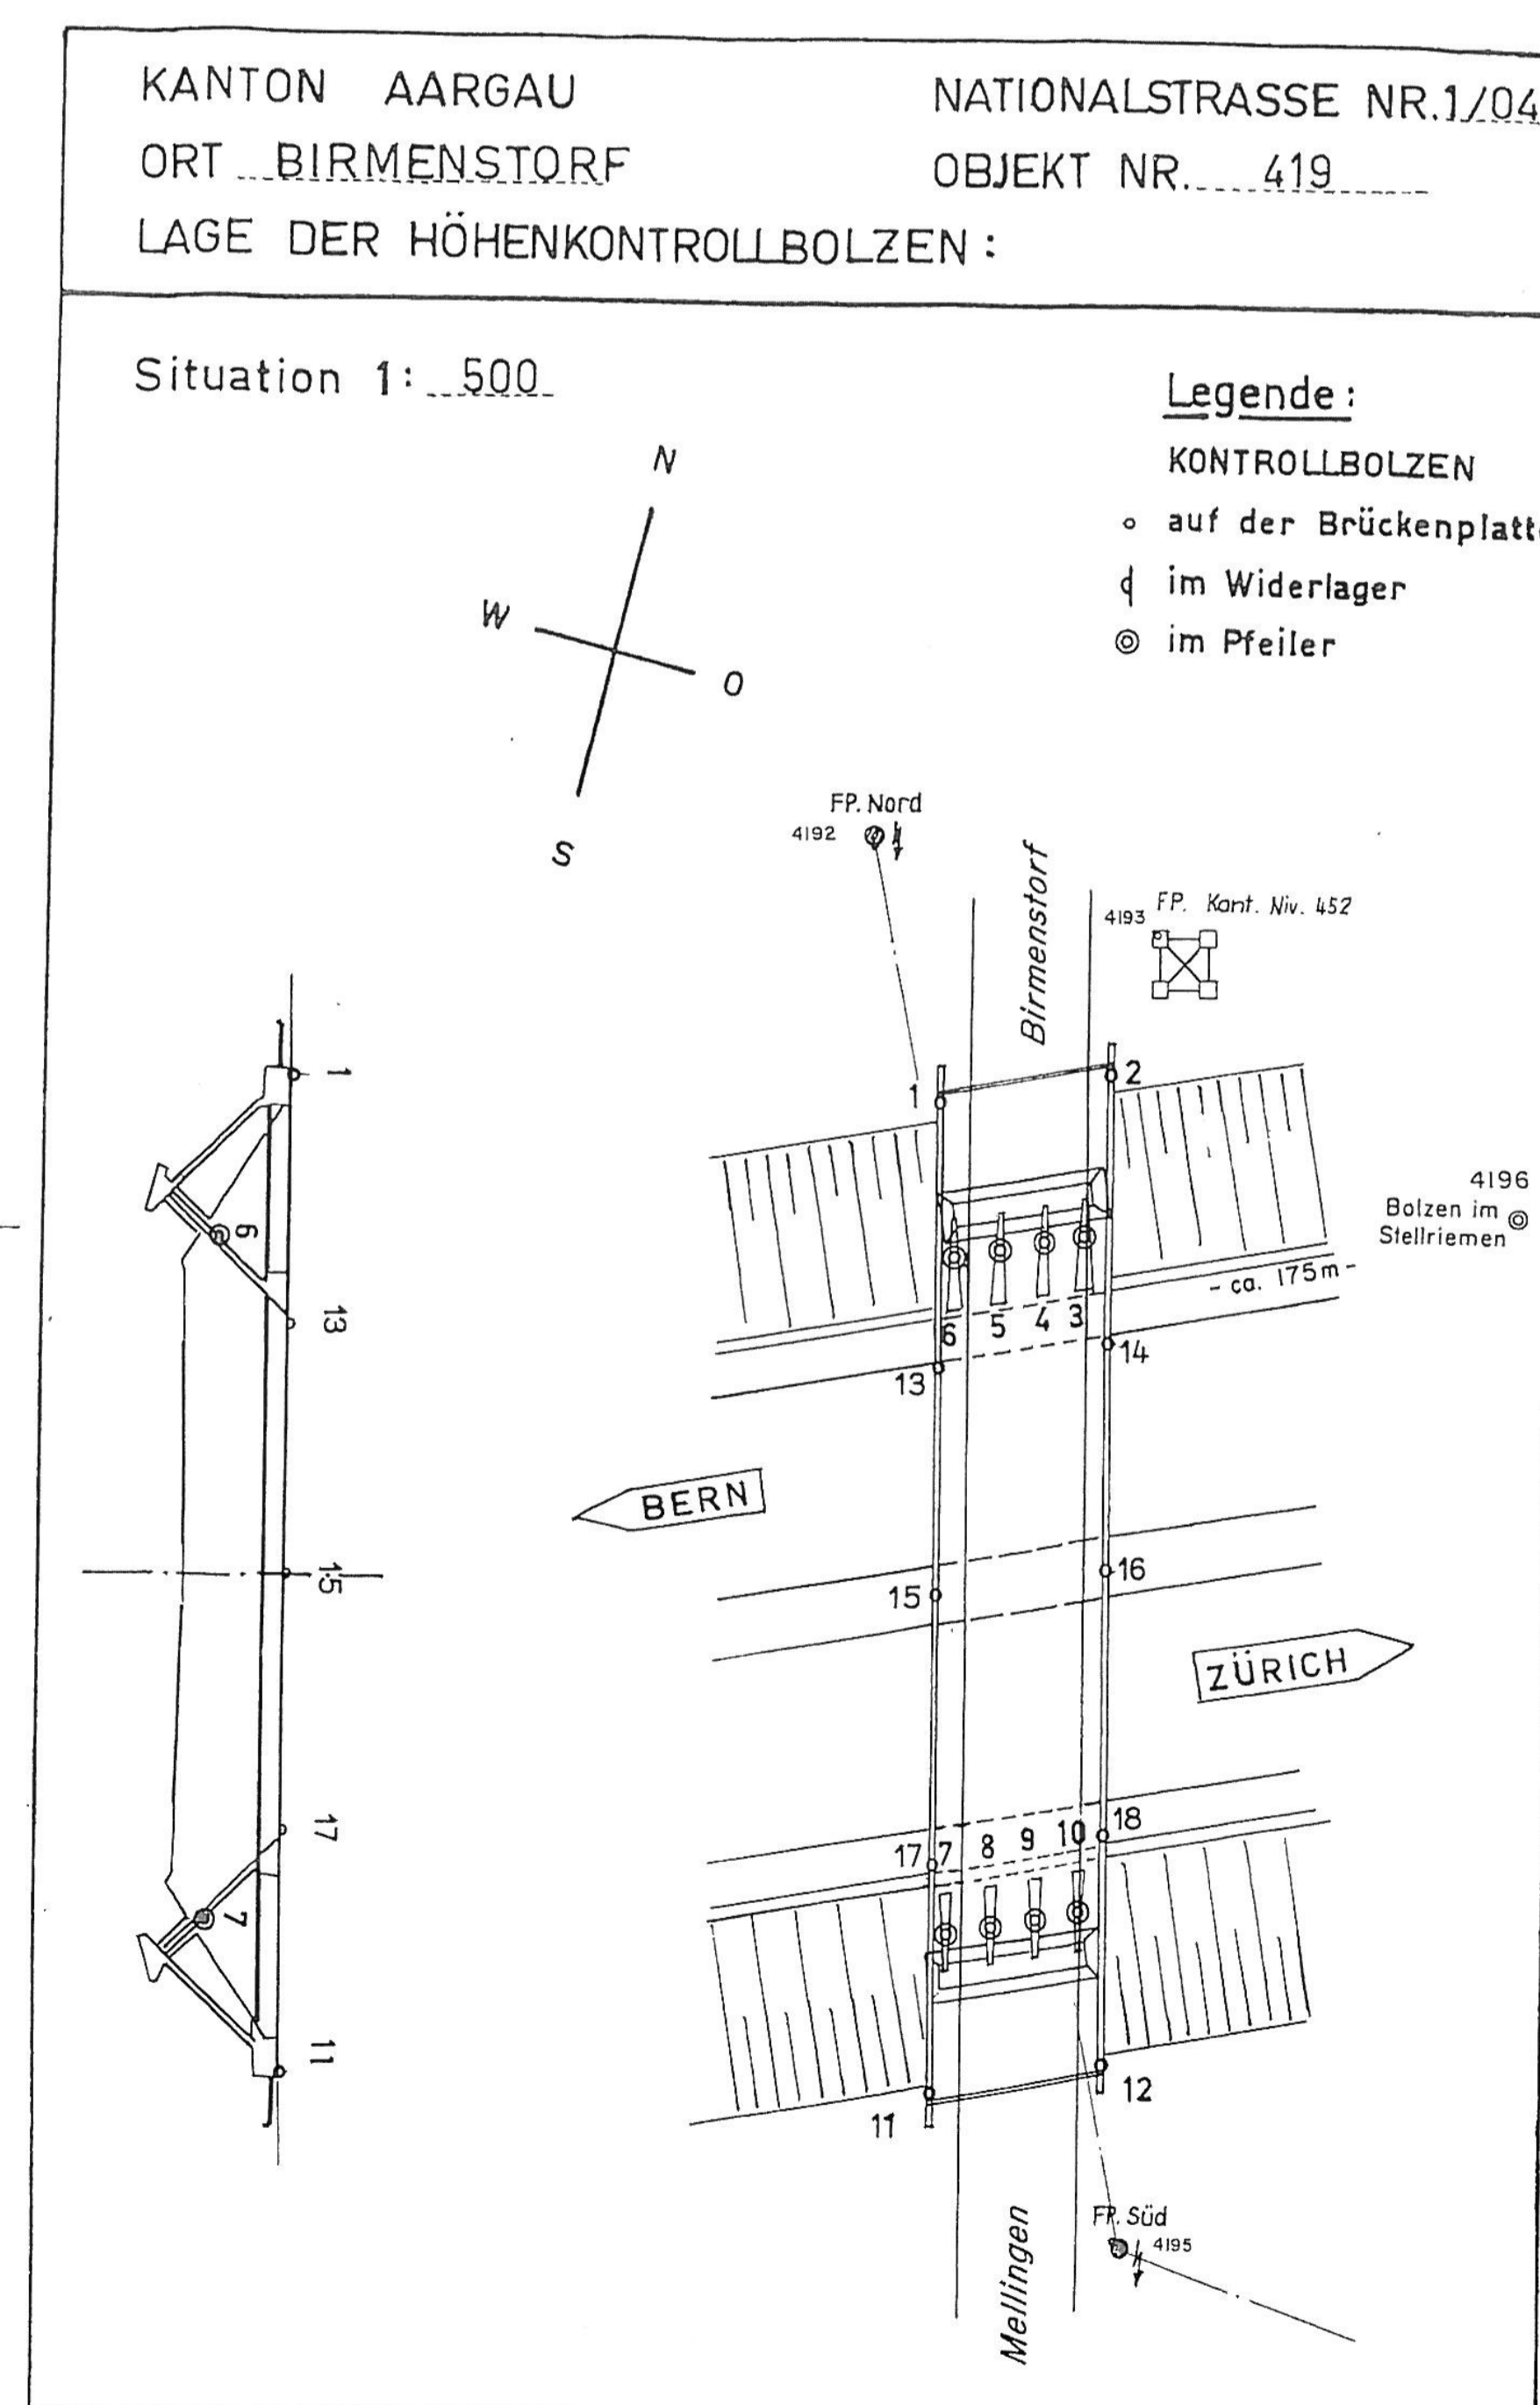 KANTON AARGAU
NATIONALSTRASSE NR.1/04
ORT BIRMENSTORF
OBJEKT NR. 419
LAGE DER HÖHENKONTROLLBOLZEN:
Situation 1: 500
Legende:
KONTROLLBOLZEN
auf der Brückenplatt
im Widerlager
im Pfeiler
N
W
O
S
FP. Nord
4192
Birmenstorf
4193
FP. Kant. Niv. 452
1
6
13
15
17
7
11
1
2
4196
Bolzen im
Stellriemen
- ca. 175m -
6 5 4 3
13
14
BERN
15
16
ZÜRICH
17 7 8 9 10 18
11
12
Mellingen
FP. Süd
4195